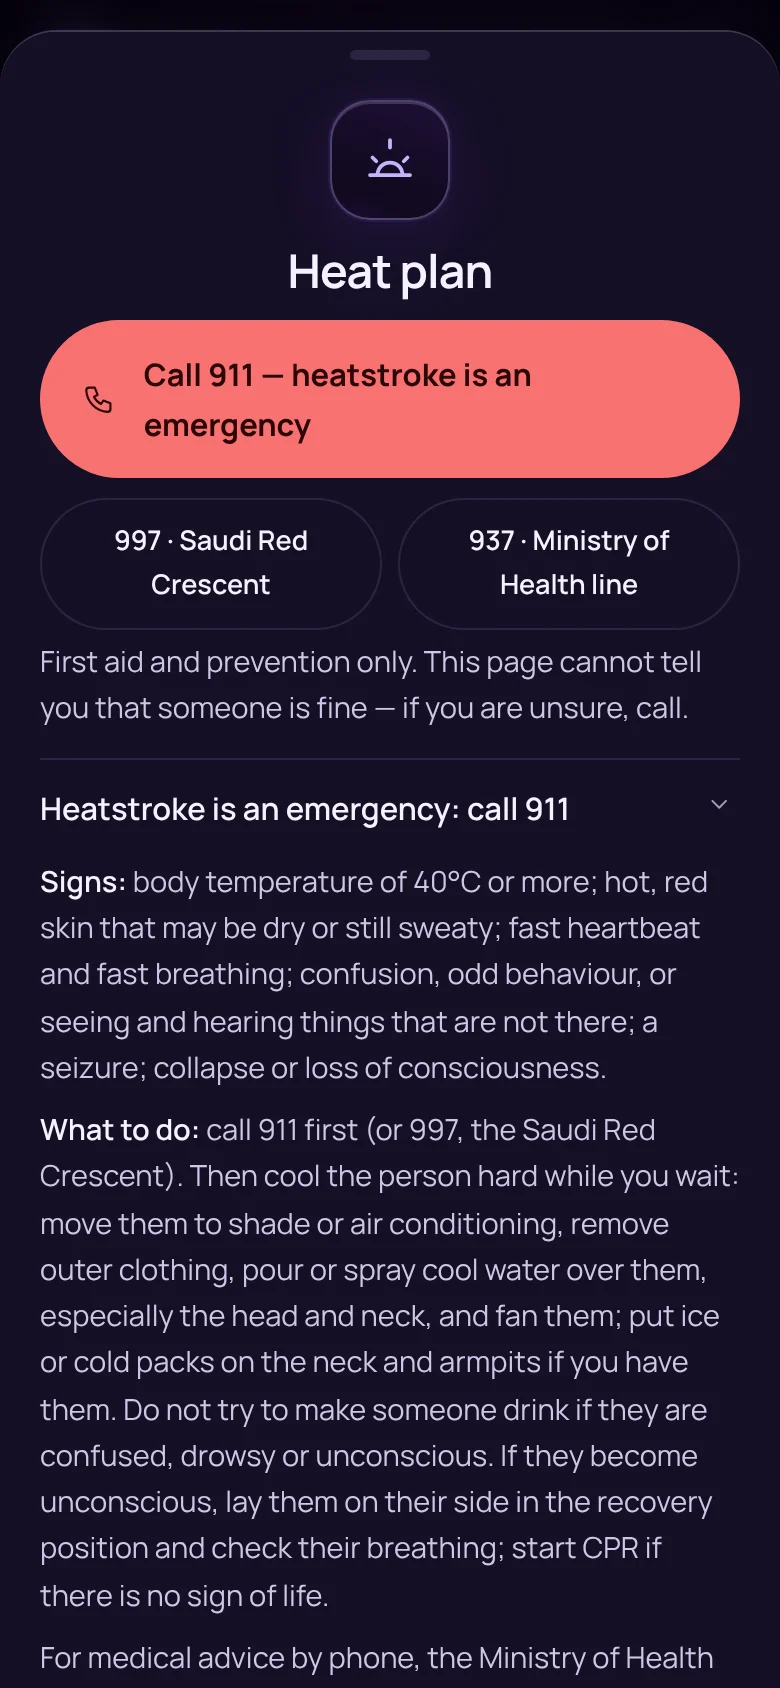 Heat plan
Call 911 — heatstroke is an
emergency
997 · Saudi Red
Crescent
937 · Ministry of
Health line
First aid and prevention only. This page cannot tell
you that someone is fine — if you are unsure, call.
Heatstroke is an emergency: call 911
Signs: body temperature of 40°C or more; hot, red
skin that may be dry or still sweaty; fast heartbeat
and fast breathing; confusion, odd behaviour, or
seeing and hearing things that are not there; a
seizure; collapse or loss of consciousness.
What to do: call 911 first (or 997, the Saudi Red
Crescent). Then cool the person hard while you wait:
move them to shade or air conditioning, remove
outer clothing, pour or spray cool water over them,
especially the head and neck, and fan them; put ice
or cold packs on the neck and armpits if you have
them. Do not try to make someone drink if they are
confused, drowsy or unconscious. If they become
unconscious, lay them on their side in the recovery
position and check their breathing; start CPR if
there is no sign of life.
For medical advice by phone, the Ministry of Health